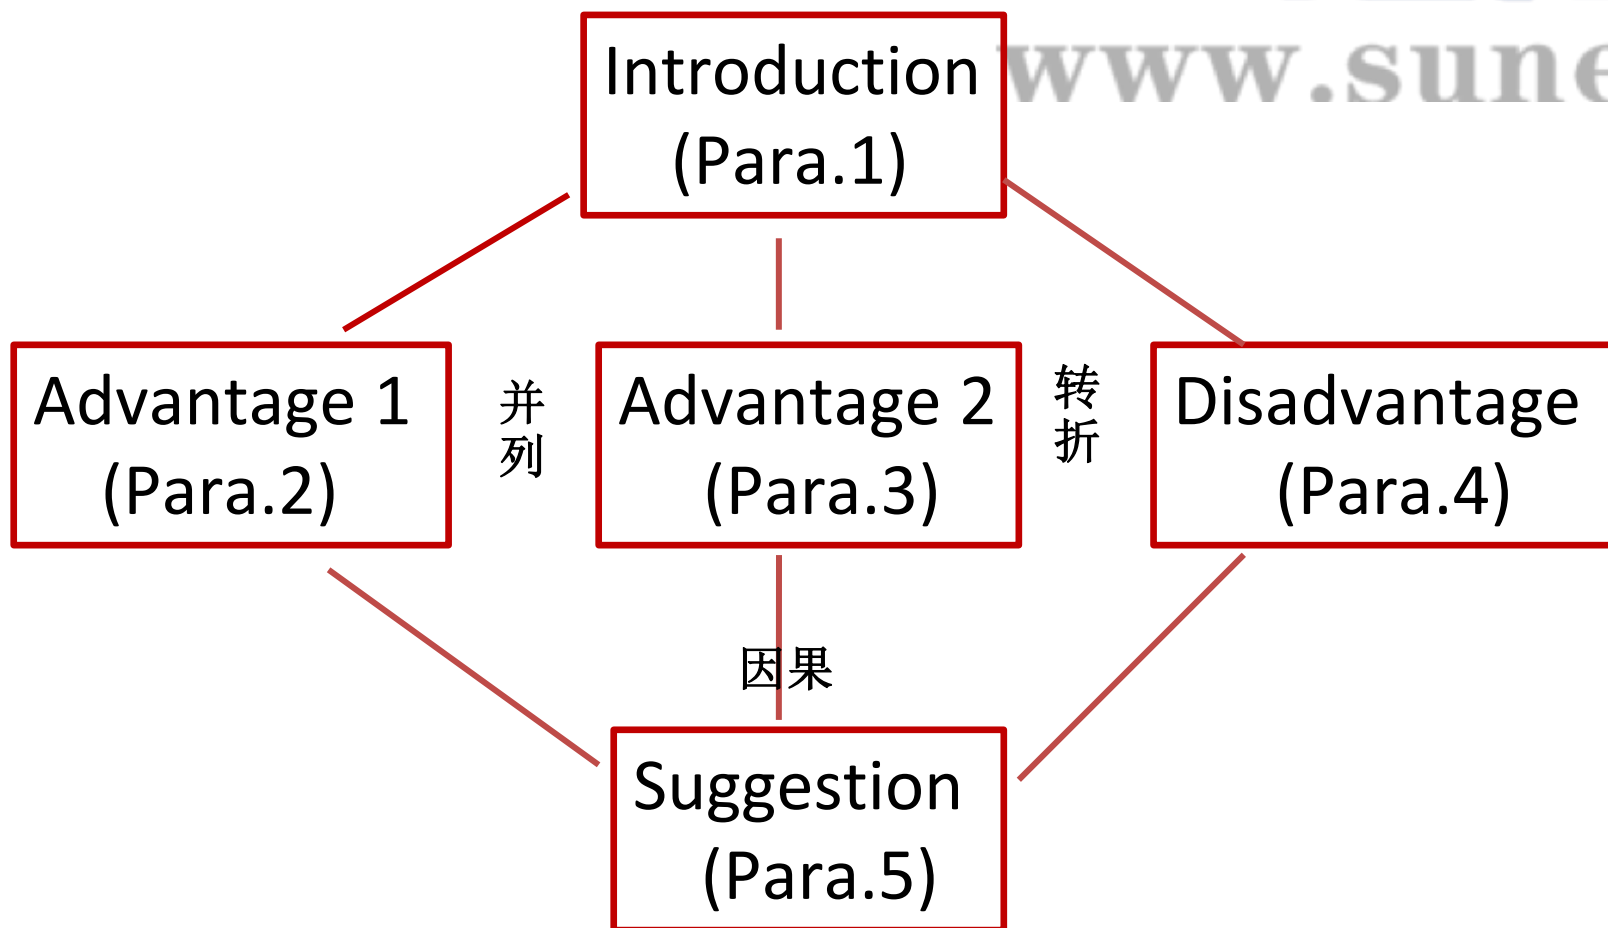 www.sune
Introduction
(Para.1)
Advantage 1
(Para.2)
并列
Advantage 2
(Para.3)
转折
Disadvantage
(Para.4)
因果
Suggestion
(Para.5)